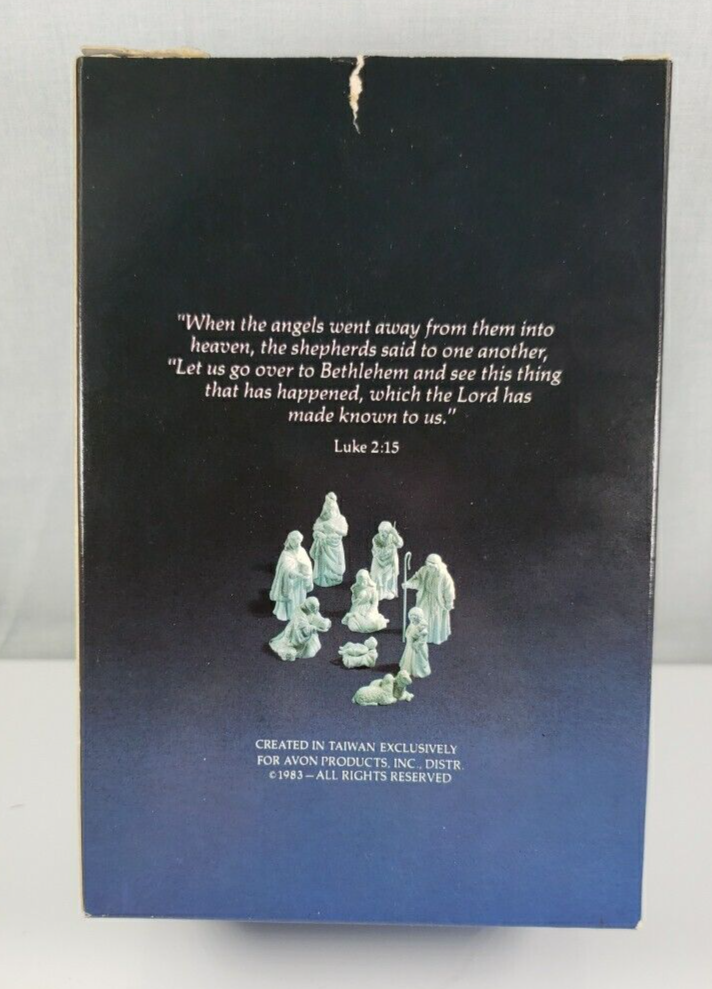 "When the angels went away from them into
heaven, the shepherds said to one another,
"Let us go over to Bethlehem and see this thing
that has happened, which the Lord has
made known to us."
Luke 2:15
CREATED IN TAIWAN EXCLUSIVELY
FOR AVON PRODUCTS, INC., DISTR.
©1983—ALL RIGHTS RESERVED